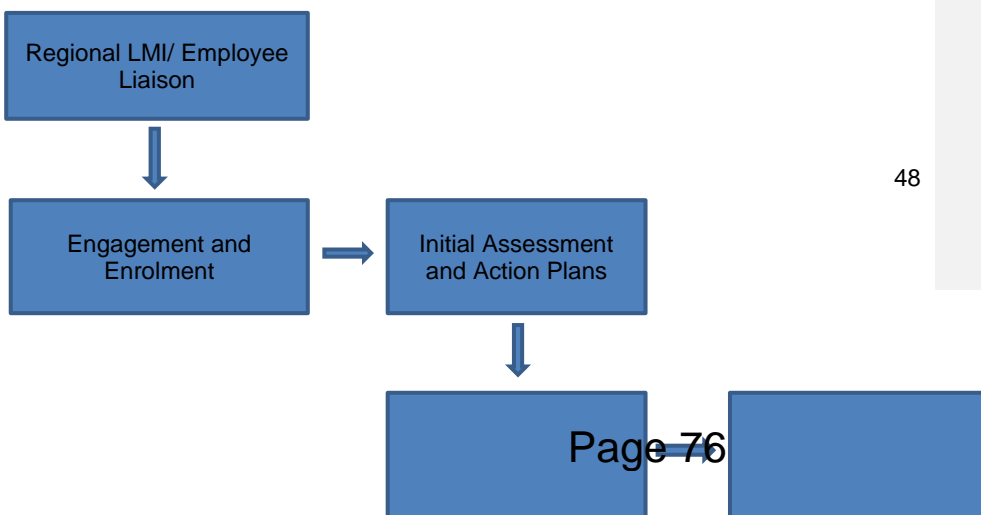 Regional LMI/ Employee
Liaison
48
Engagement and
Enrolment
Initial Assessment
and Action Plans
Page 76